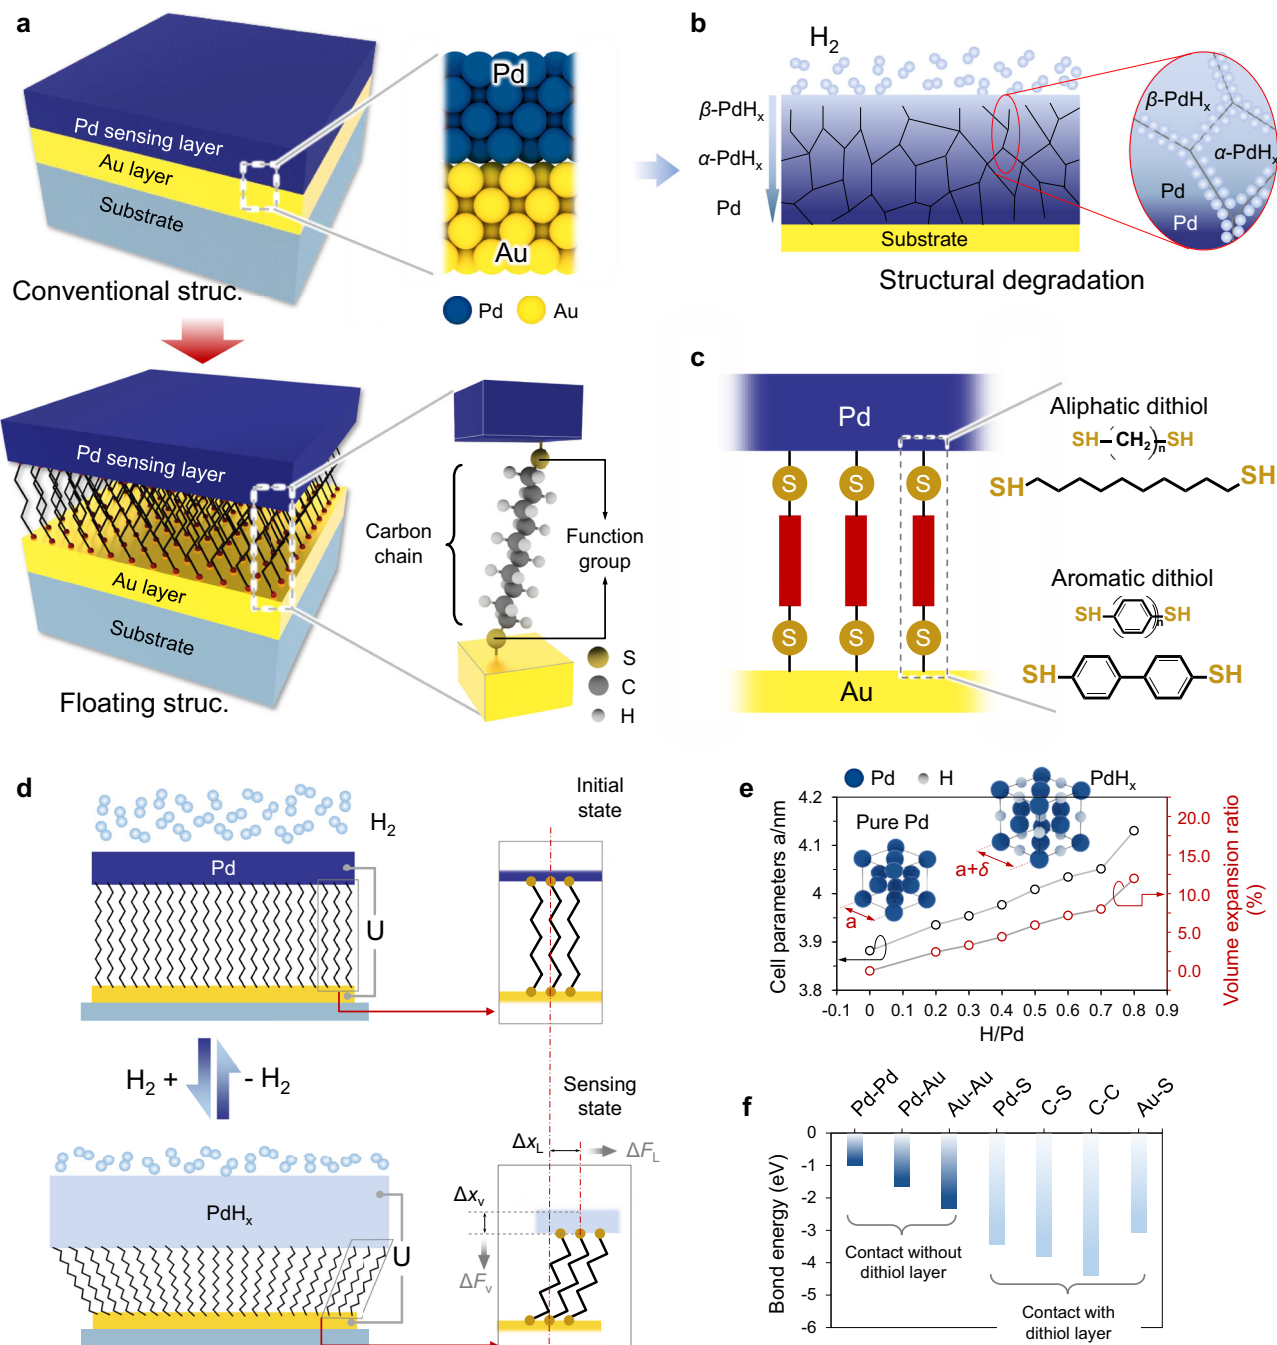 a
Pd sensing layer
Au layer
Substrate
Conventional struc.
Pd
Au
Pd
Au
Pd sensing layer
Au layer
Substrate
Floating struc.
Carbon
chain
Function
group
S
C
H
b
H2
β-PdHx
α-PdHx
Pd
Substrate
β-PdHx
α-PdHx
Pd
Pd
Structural degradation
c
Pd
S S S
S S S
Au
Aliphatic dithiol
SH-(CH2)n-SH
SH SH
Aromatic dithiol
SH ( )n SH
SH SH
d
H2
Pd
U
Initial
state
H2 + - H2
Sensing
state
PdHx
U
ΔxL
ΔFL
Δxv
ΔFv
e
Pd H
PdHx
Pure Pd
a+δ
a
Cell parameters a/nm
4.2
4.1
4
3.9
3.8
-0.1 0 0.2 0.3 0.4 0.5 0.6 0.7 0.8 0.9
H/Pd
20.0
15.0
10.0
5.0
0.0
Volume expansion ratio
(%)
f
Pd-Pd
Pd-Au
Au-Au
Pd-S
C-S
C-C
Au-S
Bond energy (eV)
0
-1
-2
-3
-4
-5
-6
Contact without
dithiol layer
Contact with
dithiol layer